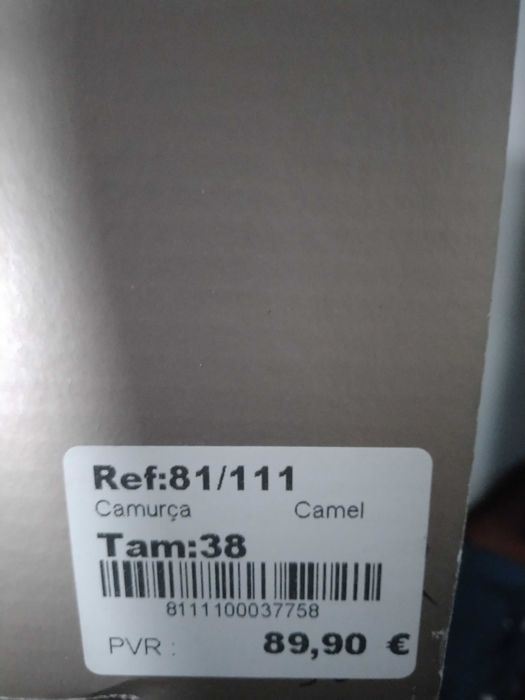 Ref:81/111
Camurça Camel
Tam:38
8111100037758
PVR : 89,90 €